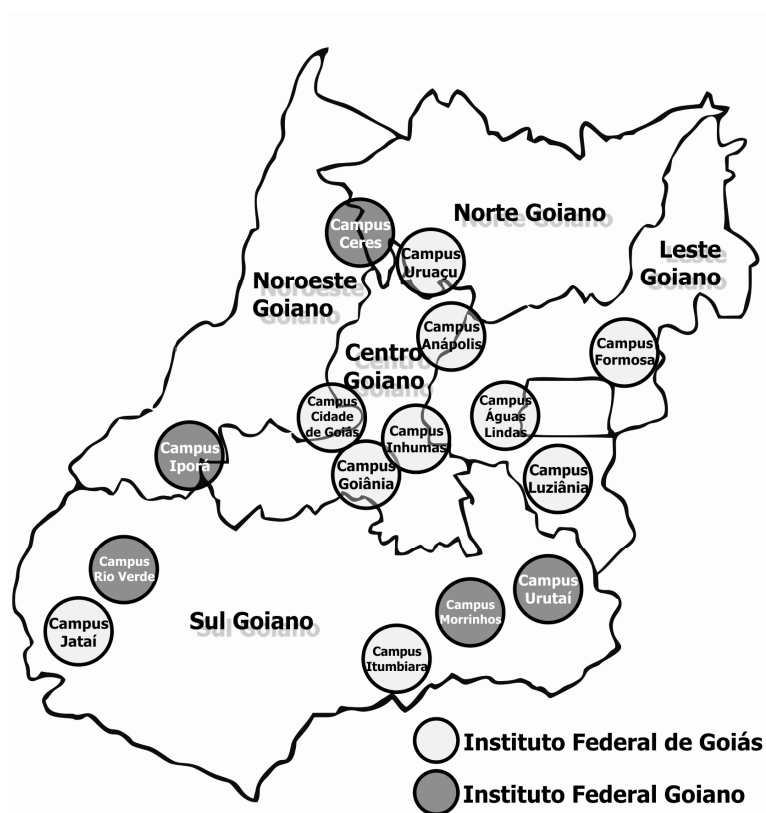 Norte Goiano
Campus
Ceres
Campus
Uruaçu
Leste
Goiano
Noroeste
Goiano
Campus
Anápolis
Centro
Goiano
Campus
Formosa
Campus
Cidade
de Goiás
Campus
Águas
Lindas
Campus
Inhumas
Campus
Iporá
Campus
Goiânia
Campus
Luziânia
Campus
Rio Verde
Campus
Urutaí
Campus
Morrinhos
Campus
Jataí
Sul Goiano
Campus
Itumbiara
Instituto Federal de Goiás
Instituto Federal Goiano